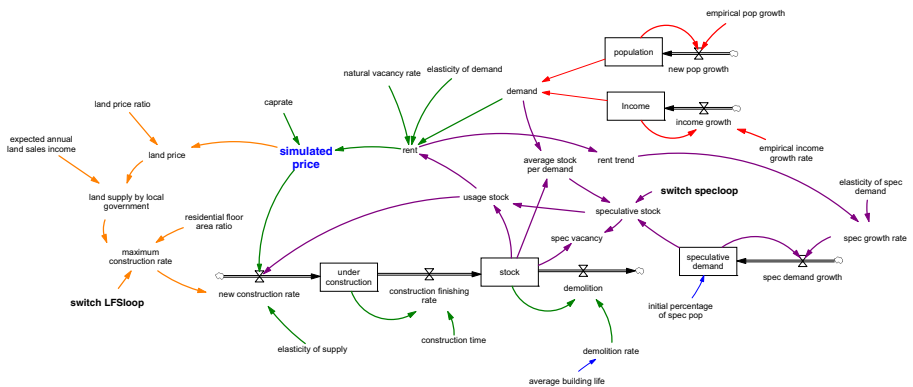 empirical pop growth
population
new pop growth
natural vacancy rate
elasticity of demand
demand
Income
income growth
land price ratio
caprate
empirical income
growth rate
expected annual
land sales income
land price
simulated
price
rent
average stock
per demand
rent trend
elasticity of spec
demand
switch specloop
land supply by local
government
usage stock
speculative stock
residential floor
area ratio
spec growth rate
maximum
construction rate
spec vacancy
speculative
demand
spec demand growth
under
construction
stock
switch LFSloop
new construction rate
construction finishing
rate
demolition
initial percentage
of spec pop
elasticity of supply
construction time
demolition rate
average building life